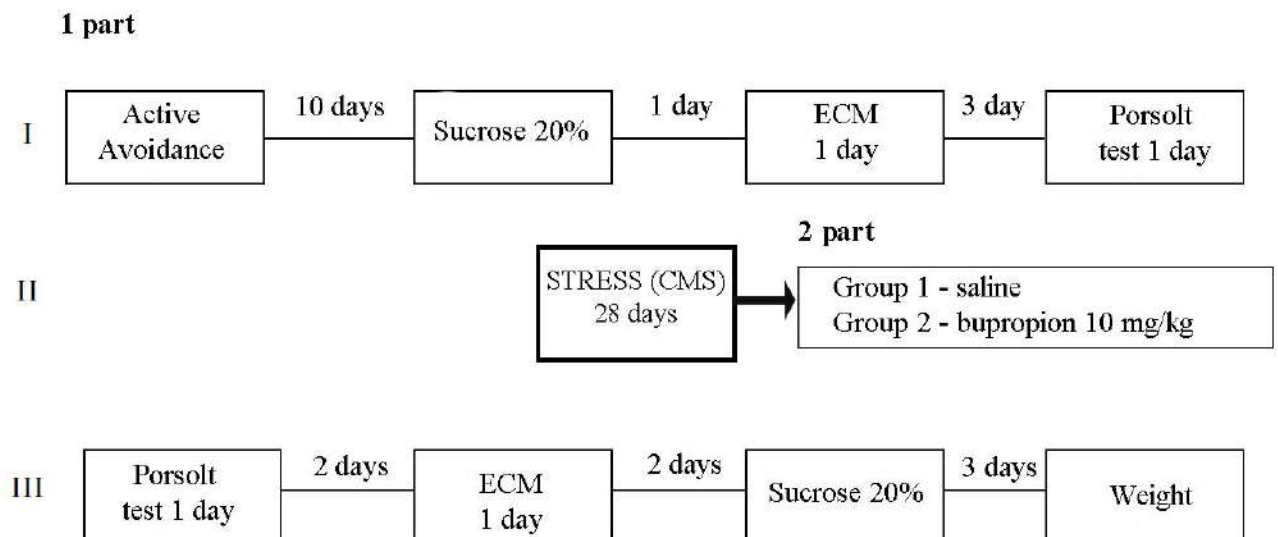 1 part
I
Active
Avoidance
10 days
Sucrose 20%
1 day
ECM
1 day
3 day
Porsolt
test 1 day
II
STRESS (CMS)
28 days
2 part
Group 1 - saline
Group 2 - bupropion 10 mg/kg
III
Porsolt
test 1 day
2 days
ECM
1 day
2 days
Sucrose 20%
3 days
Weight